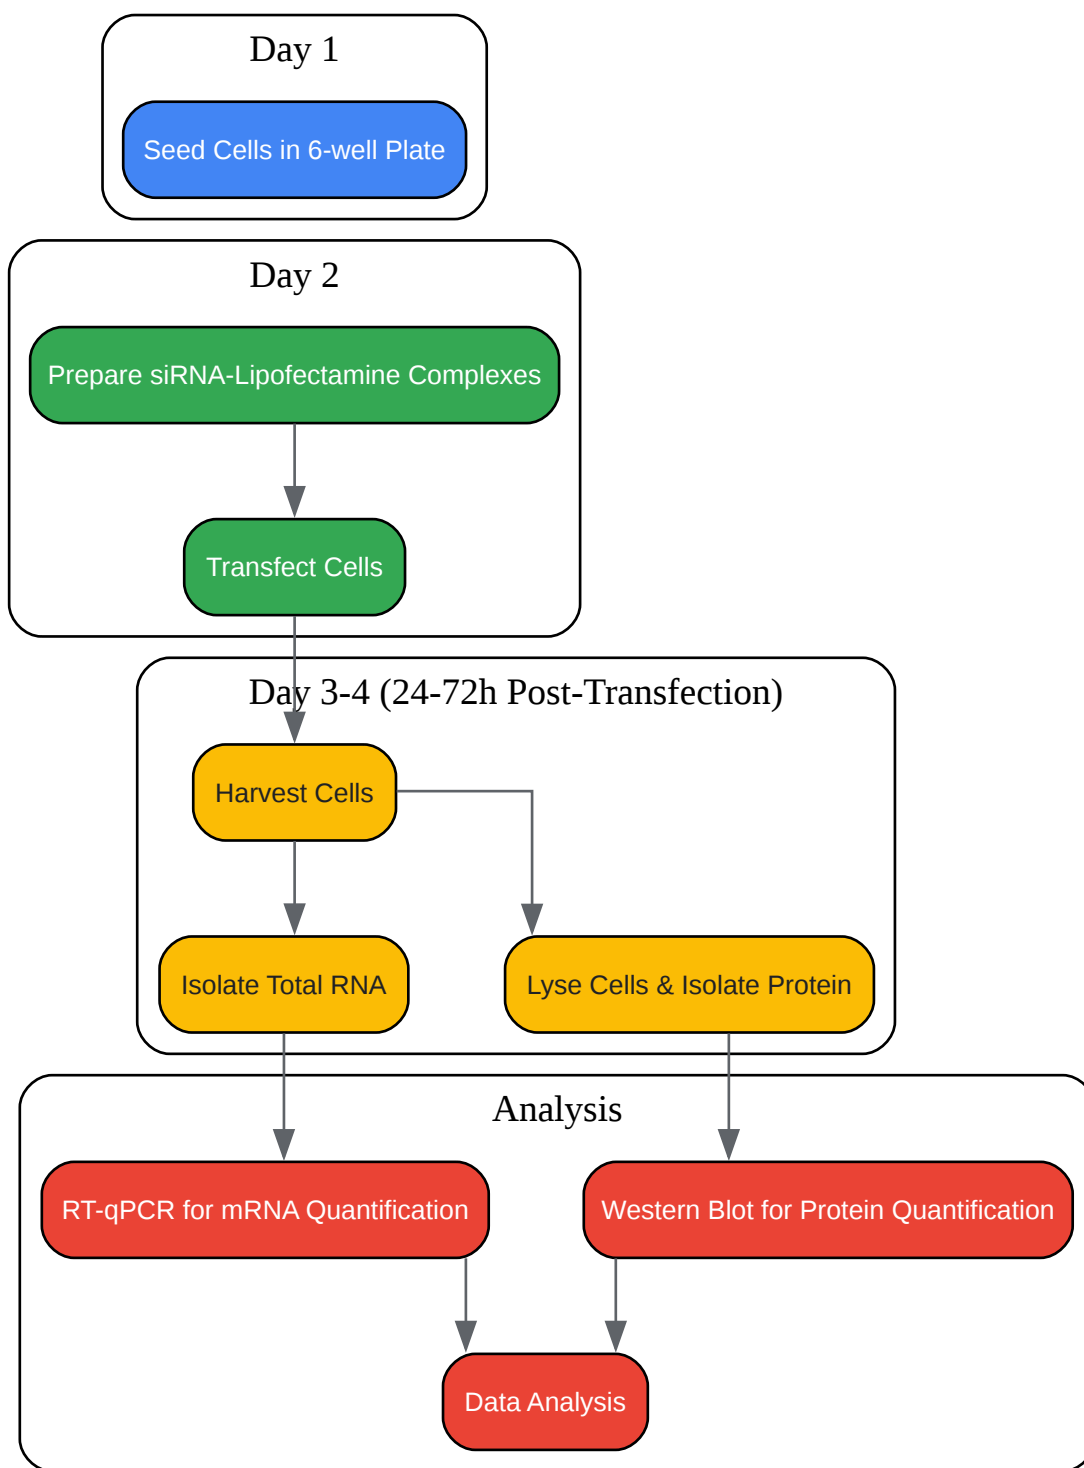 Day 1
Seed Cells in 6-well Plate
Day 2
Prepare siRNA-Lipofectamine Complexes
Transfect Cells
Day 3-4 (24-72h Post-Transfection)
Harvest Cells
Isolate Total RNA
Lyse Cells & Isolate Protein
Analysis
RT-qPCR for mRNA Quantification
Western Blot for Protein Quantification
Data Analysis